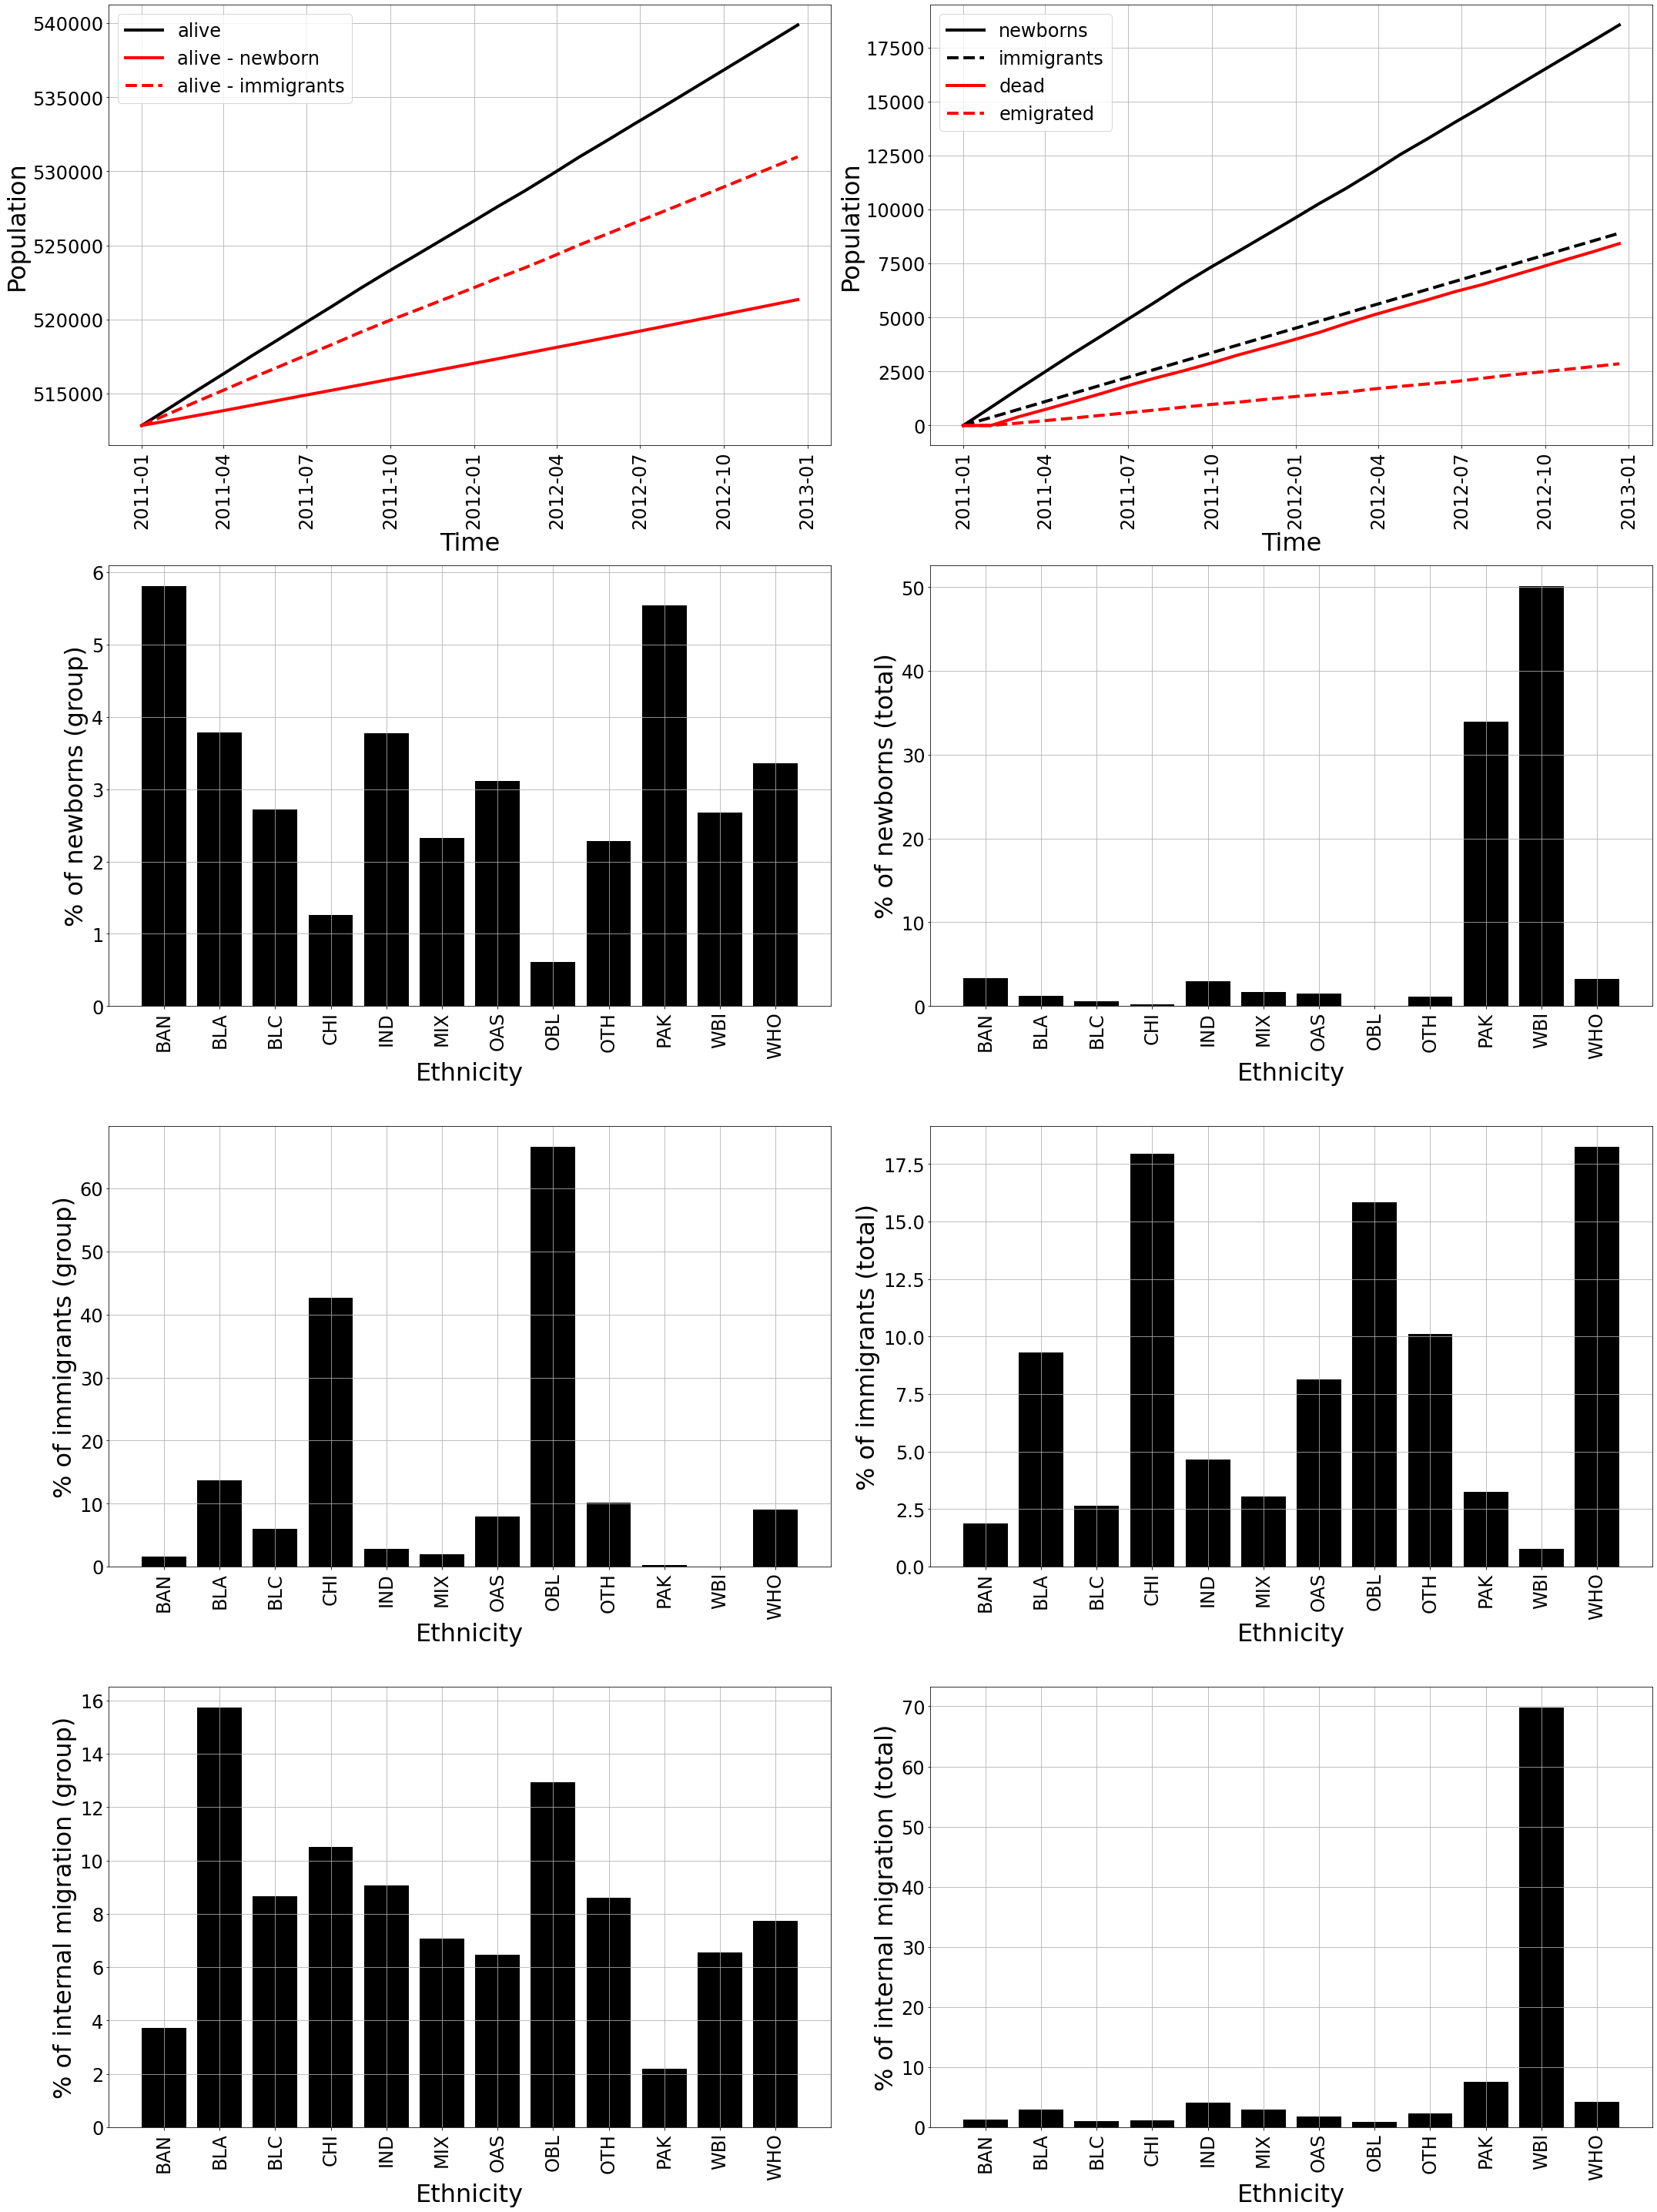 540000
535000
530000
525000
520000
515000
Population
alive
alive - newborn
alive - immigrants
2011-01
2011-04
2011-07
2011-10
2012-01
2012-04
2012-07
2012-10
2013-01
Time
17500
15000
12500
10000
7500
5000
2500
0
Population
newborns
immigrants
dead
emigrated
2011-01
2011-04
2011-07
2011-10
2012-01
2012-04
2012-07
2012-10
2013-01
Time
6
5
4
3
2
1
0
% of newborns (group)
BAN
BLA
BLC
CHI
IND
MIX
OAS
OBL
OTH
PAK
WBI
WHO
Ethnicity
50
40
30
20
10
0
% of newborns (total)
BAN
BLA
BLC
CHI
IND
MIX
OAS
OBL
OTH
PAK
WBI
WHO
Ethnicity
60
50
40
30
20
10
0
% of immigrants (group)
BAN
BLA
BLC
CHI
IND
MIX
OAS
OBL
OTH
PAK
WBI
WHO
Ethnicity
17.5
15.0
12.5
10.0
7.5
5.0
2.5
0.0
% of immigrants (total)
BAN
BLA
BLC
CHI
IND
MIX
OAS
OBL
OTH
PAK
WBI
WHO
Ethnicity
16
14
12
10
8
6
4
2
0
% of internal migration (group)
BAN
BLA
BLC
CHI
IND
MIX
OAS
OBL
OTH
PAK
WBI
WHO
Ethnicity
70
60
50
40
30
20
10
0
% of internal migration (total)
BAN
BLA
BLC
CHI
IND
MIX
OAS
OBL
OTH
PAK
WBI
WHO
Ethnicity